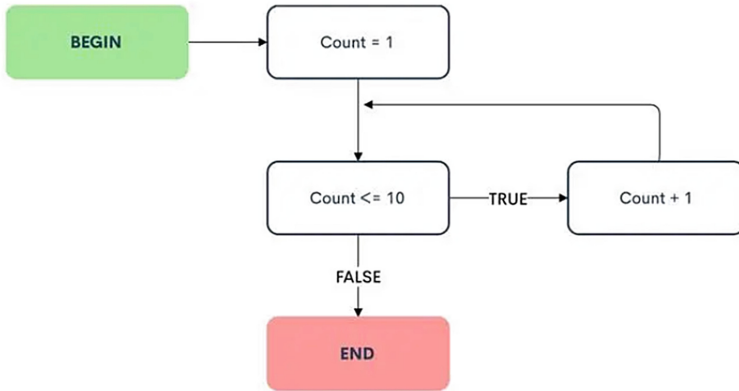 BEGIN
Count = 1
Count <= 10
TRUE
Count + 1
FALSE
END